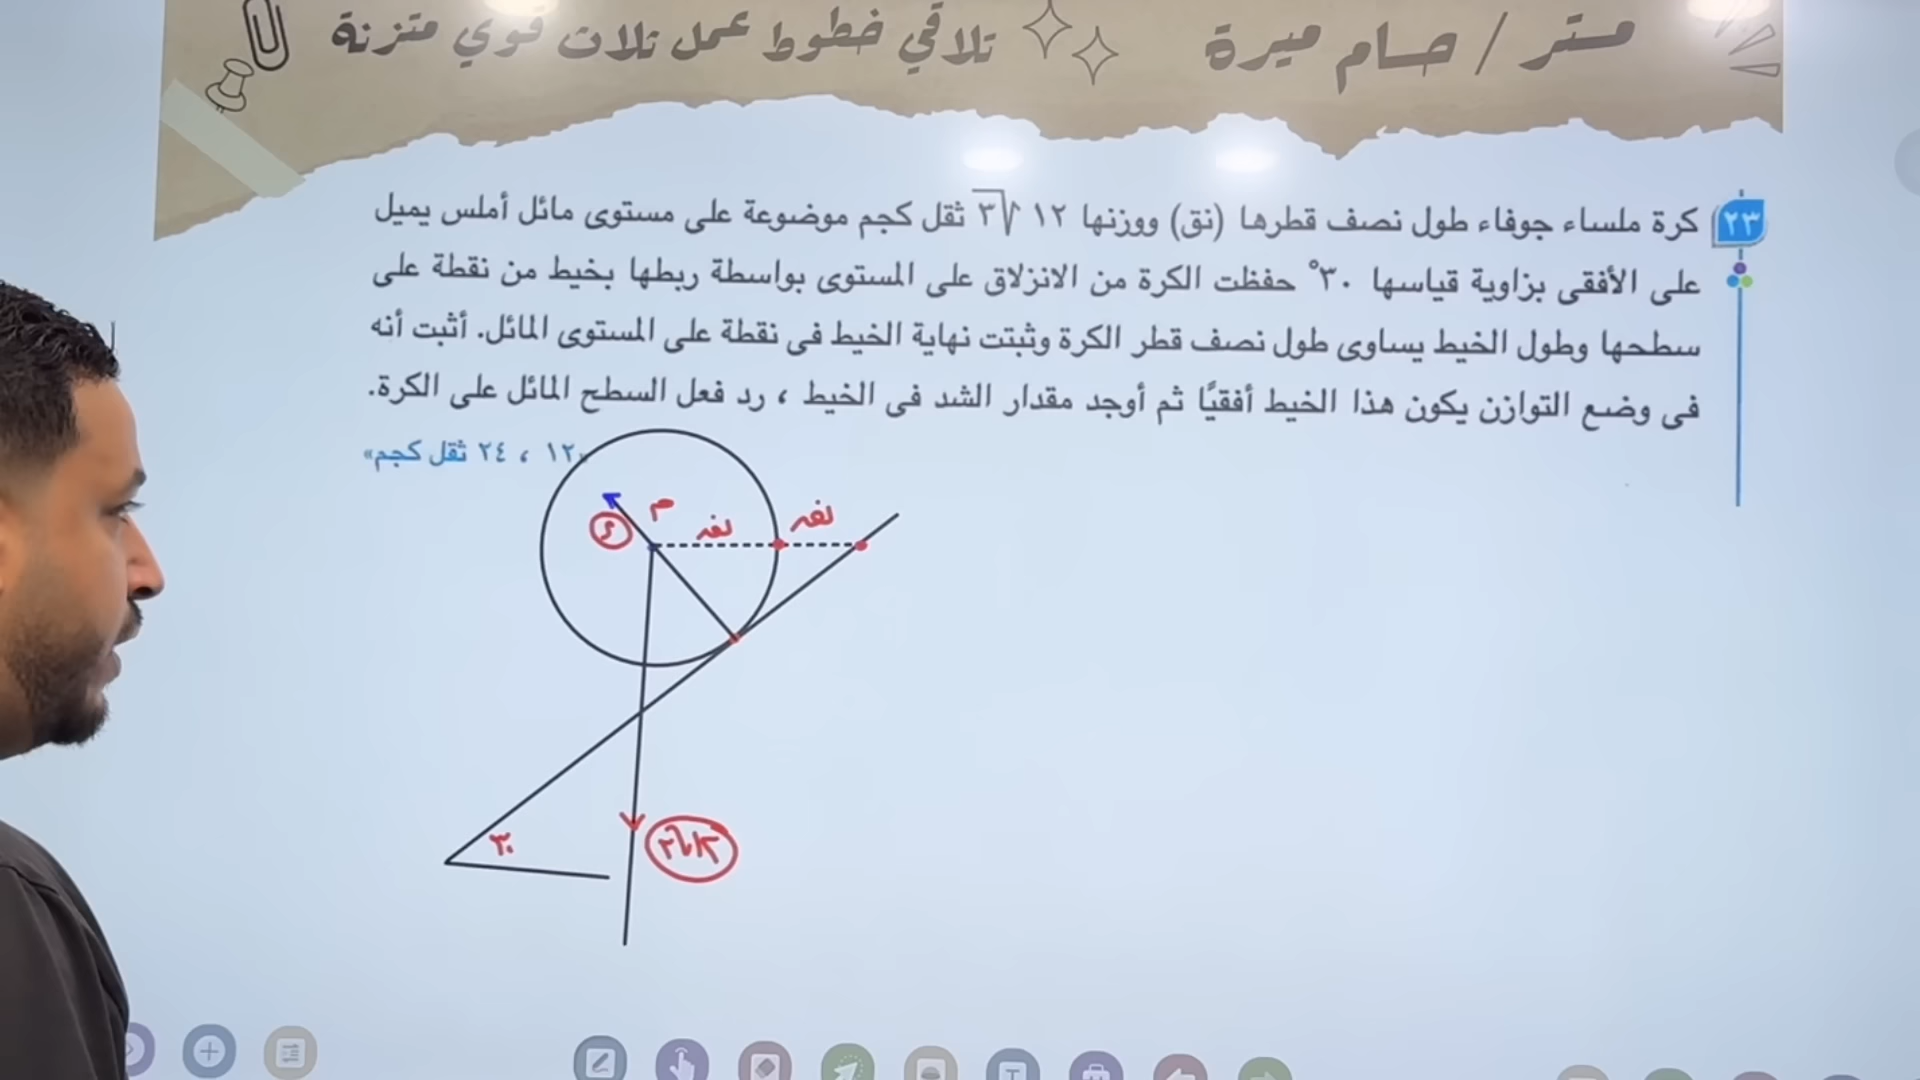 مستر / حسام ميرة تلاقي خطوط عمل تلات قوي متزنة
٢٣ كرة ملساء جوفاء طول نصف قطرها (نق) ووزنها ١٢ √٣ ثقل كجم موضوعة على مستوى مائل أملس يميل
على الأفقى بزاوية قياسها ٣٠° حفظت الكرة من الانزلاق على المستوى بواسطة ربطها بخيط من نقطة على
سطحها وطول الخيط يساوى طول نصف قطر الكرة وثبتت نهاية الخيط فى نقطة على المستوى المائل. أثبت أنه
فى وضع التوازن يكون هذا الخيط أفقيًا ثم أوجد مقدار الشد فى الخيط ، رد فعل السطح المائل على الكرة.
١٢ ، ٢٤ ثقل كجم»
م
نق نق
ر
٣٠
١٢√٣